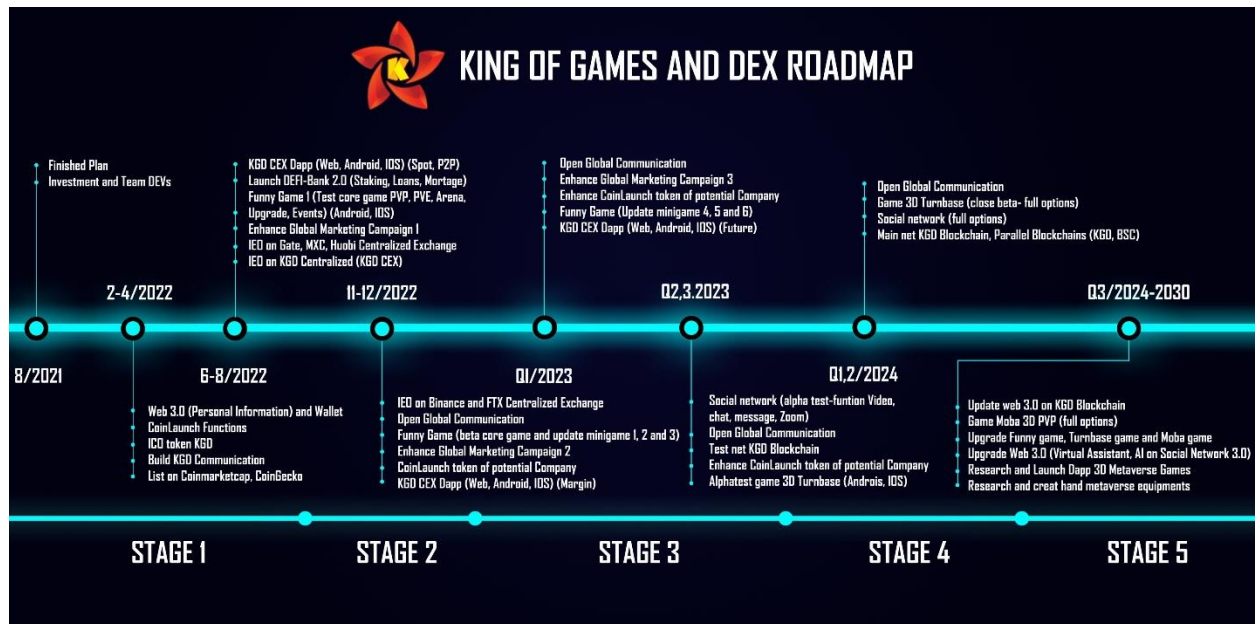 K
KING OF GAMES AND DEX ROADMAP
Finished Plan
Investment and Team DEVs
8/2021
2-4/2022
Web 3.0 (Personal Information) and Wallet
CoinLaunch Functions
ICO token KGD
Build KGD Communication
List on Coinmarketcap, CoinGecko
KGD CEX Dapp (Web, Android, IOS) (Spot, P2P)
Launch DEFI-Bank 2.0 (Staking, Loans, Mortage)
Funny Game 1 (Test core game PVP, PVE, Arena,
Upgrade, Events) (Android, IOS)
Enhance Global Marketing Campaign 1
IEO on Gate, MXC, Huobi Centralized Exchange
IEO on KGD Centralized (KGD CEX)
6-8/2022
11-12/2022
IEO on Binance and FTX Centralized Exchange
Open Global Communication
Funny Game (beta core game and update minigame 1, 2 and 3)
Enhance Global Marketing Campaign 2
CoinLaunch token of potential Company
KGD CEX Dapp (Web, Android, IOS) (Margin)
Open Global Communication
Enhance Global Marketing Campaign 3
Enhance CoinLaunch token of potential Company
Funny Game (Update minigame 4, 5 and 6)
KGD CEX Dapp (Web, Android, IOS) (Future)
Q1/2023
Q2,3.2023
Social network (alpha test-funtion Video,
chat, message, Zoom)
Open Global Communication
Test net KGD Blockchain
Enhance CoinLaunch token of potential Company
Alphatest game 3D Turnbase (Androis, IOS)
Open Global Communication
Game 3D Turnbase (close beta- full options)
Social network (full options)
Main net KGD Blockchain, Parallel Blockchains (KGD, BSC)
Q1,2/2024
Q3/2024-2030
Update web 3.0 on KGD Blockchain
Game Moba 3D PVP (full options)
Upgrade Funny game, Turnbase game and Moba game
Upgrade Web 3.0 (Virtual Assistant, AI on Social Network 3.0)
Research and Launch Dapp 3D Metaverse Games
Research and creat hand metaverse equipments
STAGE 1
STAGE 2
STAGE 3
STAGE 4
STAGE 5